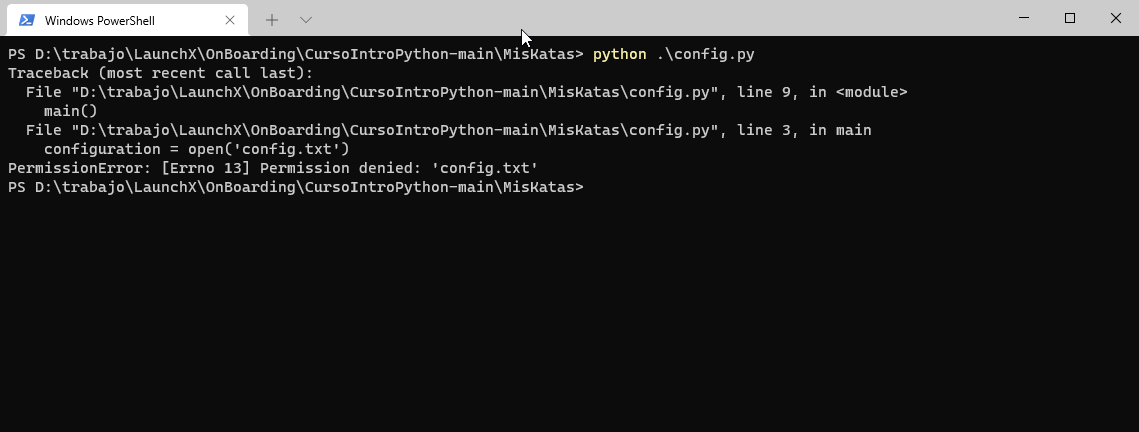 Windows PowerShell
PS D:\trabajo\LaunchX\OnBoarding\CursoIntroPython-main\MisKatas> python .\config.py
Traceback (most recent call last):
  File "D:\trabajo\LaunchX\OnBoarding\CursoIntroPython-main\MisKatas\config.py", line 9, in <module>
    main()
  File "D:\trabajo\LaunchX\OnBoarding\CursoIntroPython-main\MisKatas\config.py", line 3, in main
    configuration = open('config.txt')
PermissionError: [Errno 13] Permission denied: 'config.txt'
PS D:\trabajo\LaunchX\OnBoarding\CursoIntroPython-main\MisKatas>